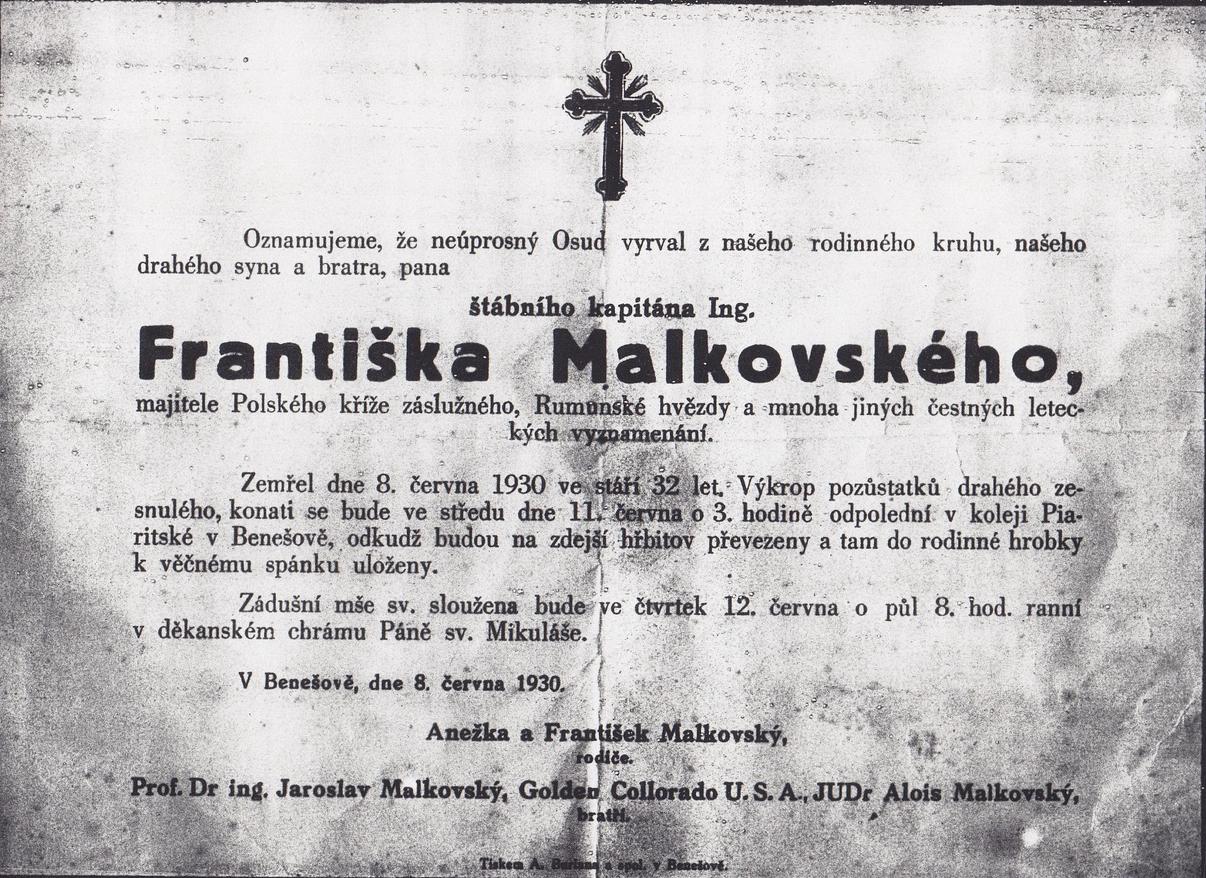 Oznamujeme, že neúprosný Osud vyrval z našeho rodinného kruhu, našeho
drahého syna a bratra, pana
štábního kapitána Ing.
Františka Malkovského,
majitele Polského kříže záslužného, Rumunské hvězdy a mnoha jiných čestných letec-
kých vyznamenání.
Zemřel dne 8. června 1930 ve stáří 32 let. Výkrop pozůstatků drahého ze-
snulého, konati se bude ve středu dne 11. června o 3. hodině odpolední v koleji Pia-
ritské v Benešově, odkudž budou na zdejší hřbitov převezeny a tam do rodinné hrobky
k věčnému spánku uloženy.
Zádušní mše sv. sloužena bude ve čtvrtek 12. června o půl 8. hod. ranní
v děkanském chrámu Páně sv. Mikuláše.
V Benešově, dne 8. června 1930.
Anežka a František Malkovský,
rodiče.
Prof. Dr ing. Jaroslav Malkovský, Golden Collorado U. S. A., JUDr Alois Malkovský,
bratři.
Tiskem A. Buriana a spol. v Benešově.